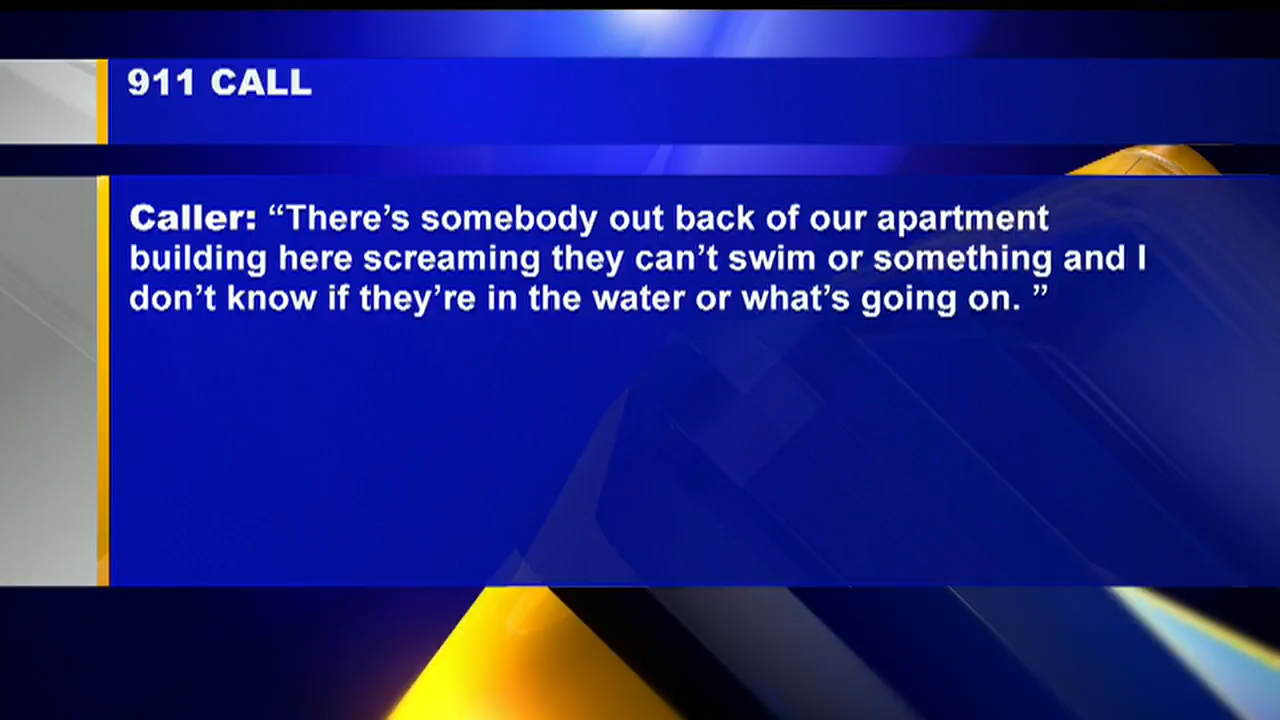 911 CALL
Caller: “There’s somebody out back of our apartment
building here screaming they can’t swim or something and I
don’t know if they’re in the water or what’s going on. ”